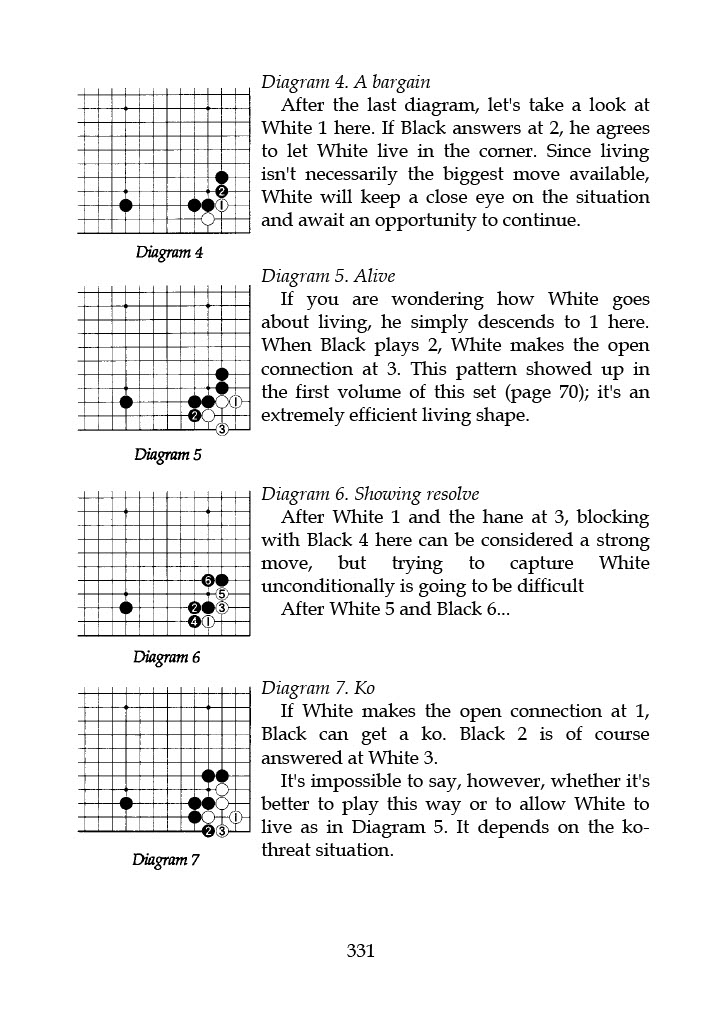 Diagram 4. A bargain
After the last diagram, let's take a look at
White 1 here. If Black answers at 2, he agrees
to let White live in the corner. Since living
isn't necessarily the biggest move available,
White will keep a close eye on the situation
and await an opportunity to continue.
2
1
Diagram 4
Diagram 5. Alive
If you are wondering how White goes
about living, he simply descends to 1 here.
When Black plays 2, White makes the open
connection at 3. This pattern showed up in
the first volume of this set (page 70); it's an
extremely efficient living shape.
1
2
3
Diagram 5
Diagram 6. Showing resolve
After White 1 and the hane at 3, blocking
with Black 4 here can be considered a strong
move, but trying to capture White
unconditionally is going to be difficult
After White 5 and Black 6...
6
5
2 3
4 1
Diagram 6
Diagram 7. Ko
If White makes the open connection at 1,
Black can get a ko. Black 2 is of course
answered at White 3.
It's impossible to say, however, whether it's
better to play this way or to allow White to
live as in Diagram 5. It depends on the ko-
threat situation.
1
2 3
Diagram 7
331